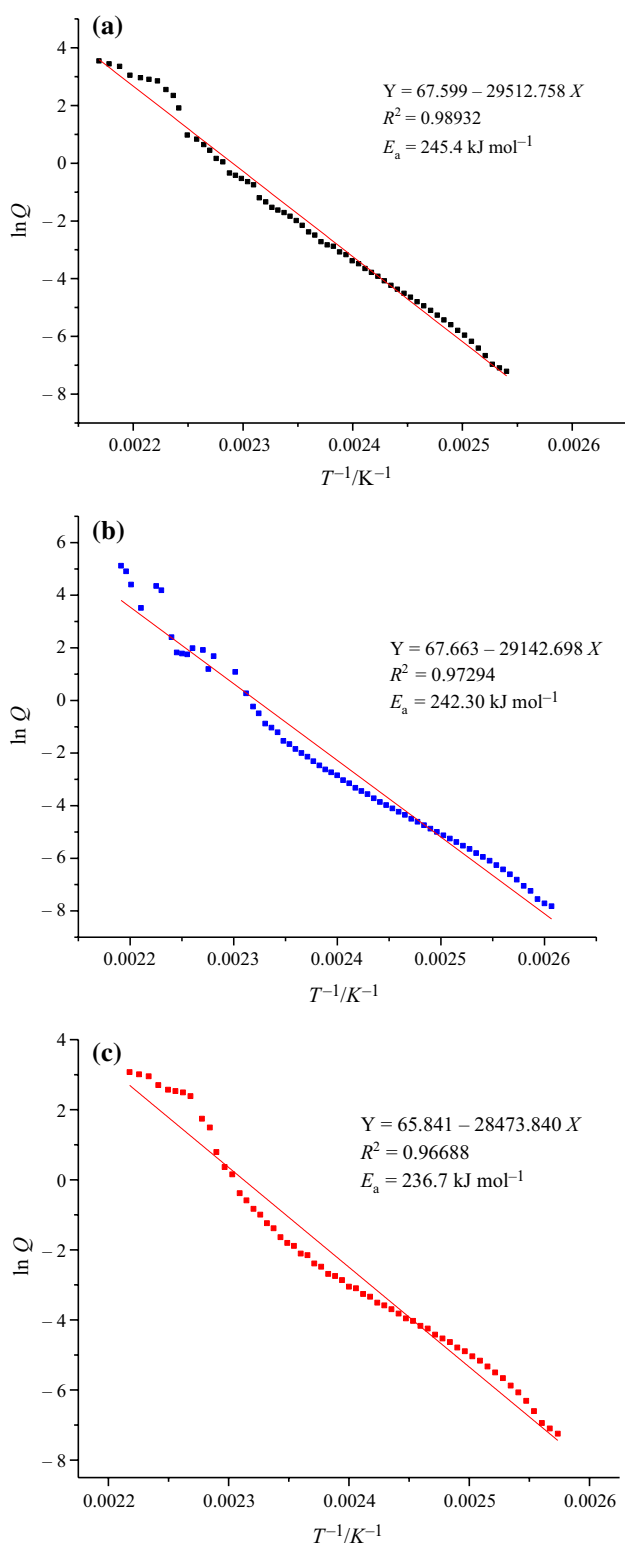 (a)
4
2
0
– 2
– 4
– 6
– 8
ln Q
Y = 67.599 – 29512.758 X
R² = 0.98932
Eₐ = 245.4 kJ mol⁻¹
0.0022 0.0023 0.0024 0.0025 0.0026
T⁻¹/K⁻¹
(b)
6
4
2
0
– 2
– 4
– 6
– 8
ln Q
Y = 67.663 – 29142.698 X
R² = 0.97294
Eₐ = 242.30 kJ mol⁻¹
0.0022 0.0023 0.0024 0.0025 0.0026
T⁻¹/K⁻¹
(c)
4
2
0
– 2
– 4
– 6
– 8
ln Q
Y = 65.841 – 28473.840 X
R² = 0.96688
Eₐ = 236.7 kJ mol⁻¹
0.0022 0.0023 0.0024 0.0025 0.0026
T⁻¹/K⁻¹